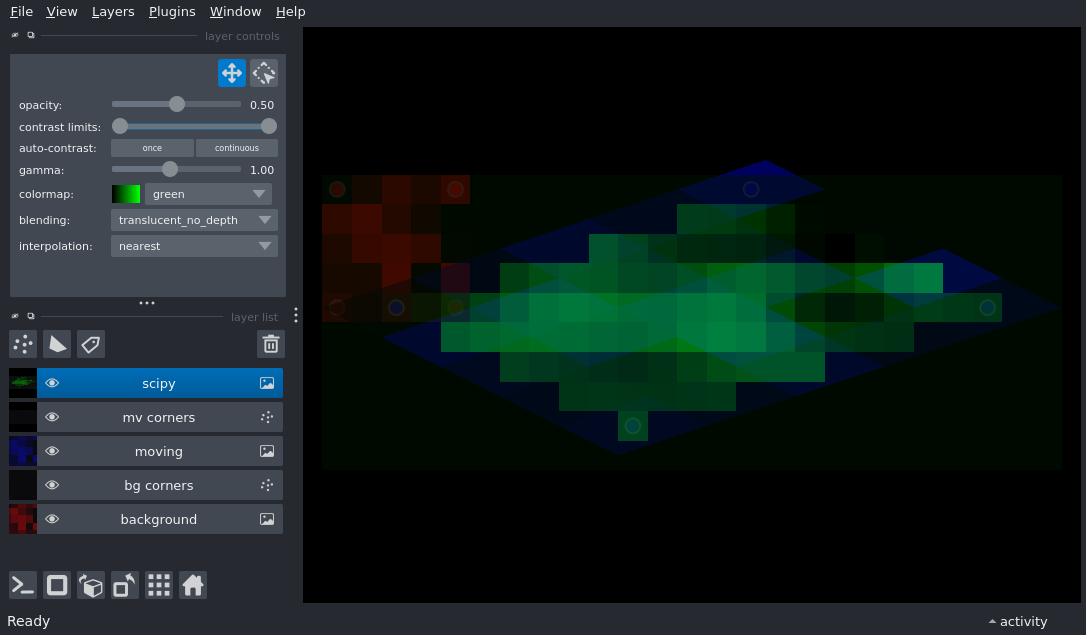 File View Layers Plugins Window Help
layer controls
opacity: 0.50
contrast limits:
auto-contrast: once continuous
gamma: 1.00
colormap: green
blending: translucent_no_depth
interpolation: nearest
layer list
scipy
mv corners
moving
bg corners
background
Ready activity